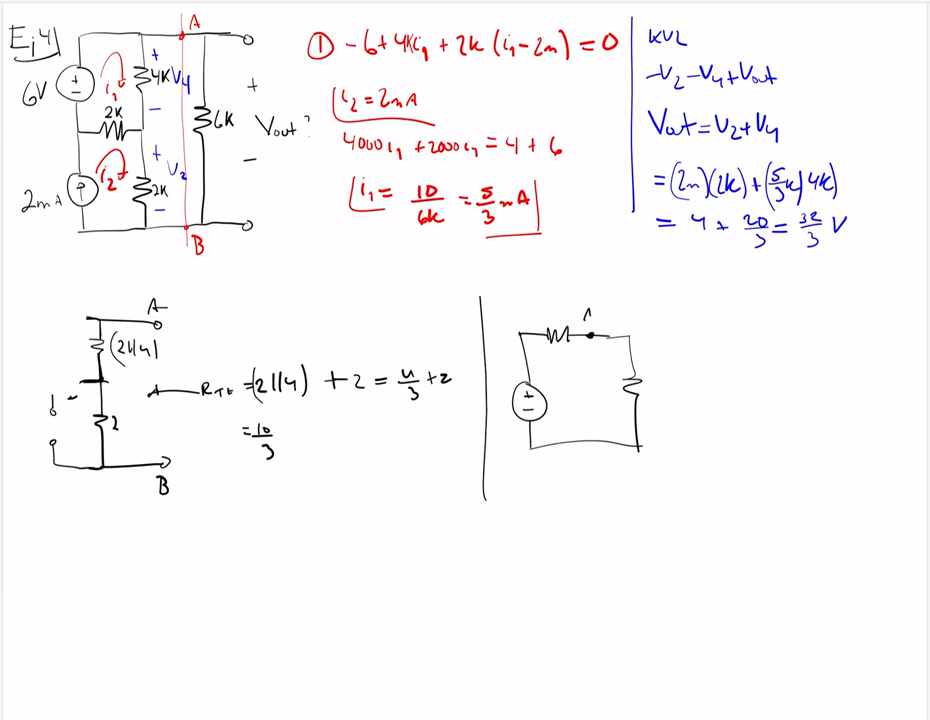 Ej4)
A
+
+
6V
i₁
4K V₄
+
2K
-
6K
Vout?
+
-
i₂
V₂
2mA
2K
-
B
① -6 + 4Ki₁ + 2K (i₁ - 2m) = 0
i₂ = 2mA
4000i₁ + 2000i₁ = 4 + 6
i₁ = 10/6K = 5/3 mA
KVL
-V₂ - V₄ + Vout
Vout = V₂ + V₄
= (2m)(2K) + (5/3 K)(4K)
= 4 + 20/3 = 32/3 V
A
(2//4)
2
B
RTH = (2//4) + 2 = 4/3 + 2
= 10/3
+
-